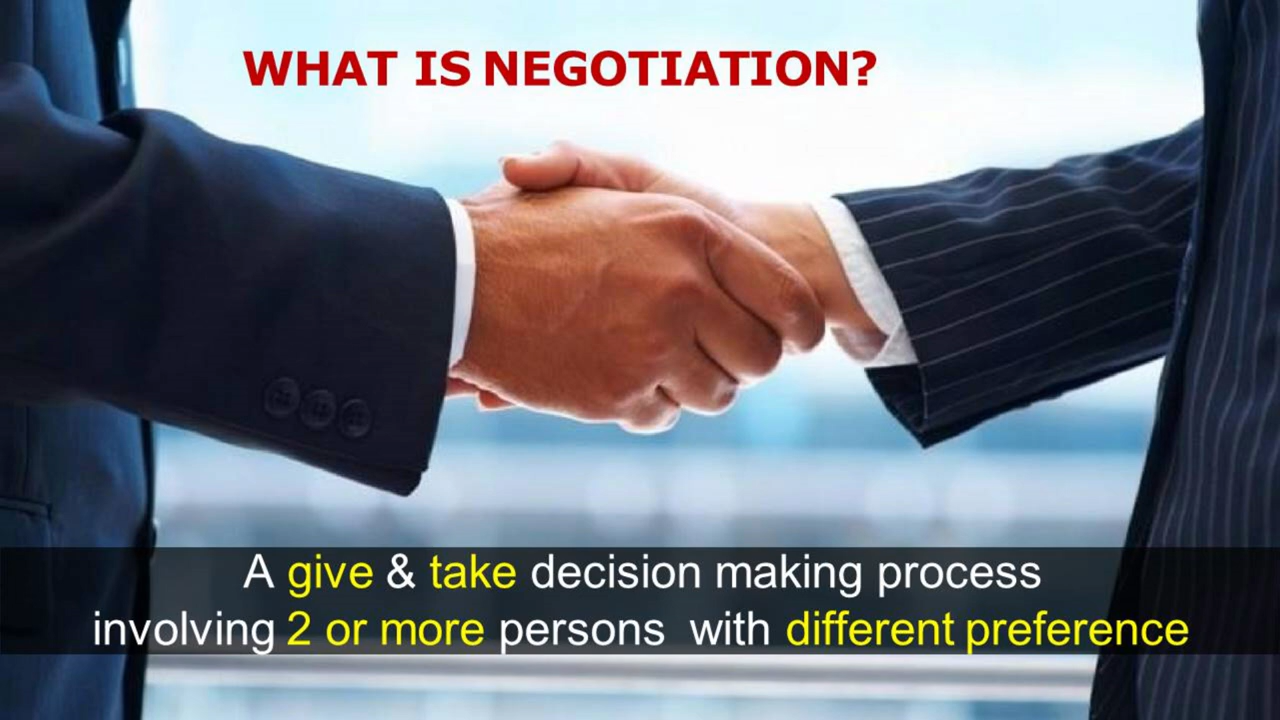 WHAT IS NEGOTIATION?
A give & take decision making process
involving 2 or more persons with different preference